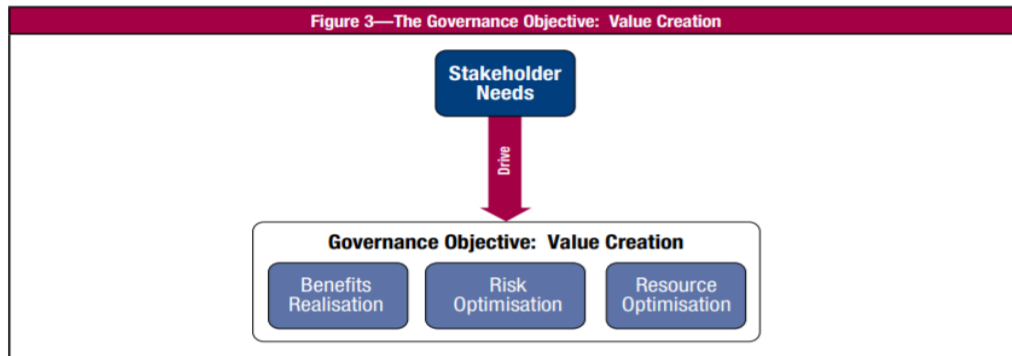 Figure 3—The Governance Objective: Value Creation
Stakeholder
Needs
Drive
Governance Objective: Value Creation
Benefits
Realisation
Risk
Optimisation
Resource
Optimisation